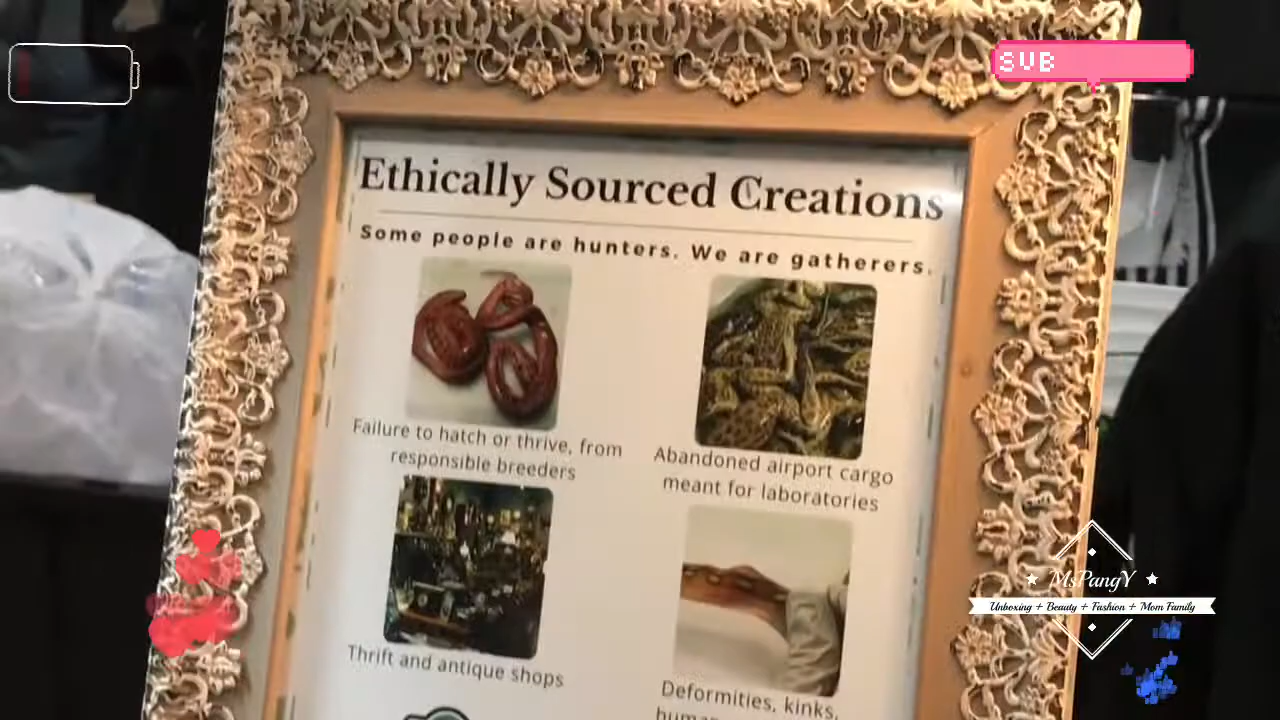 SUB
Ethically Sourced Creations
Some people are hunters. We are gatherers.
Failure to hatch or thrive, from
responsible breeders
Abandoned airport cargo
meant for laboratories
Thrift and antique shops
Deformities, kinks,
MsPangY
Unboxing + Beauty + Fashion + Mom Family